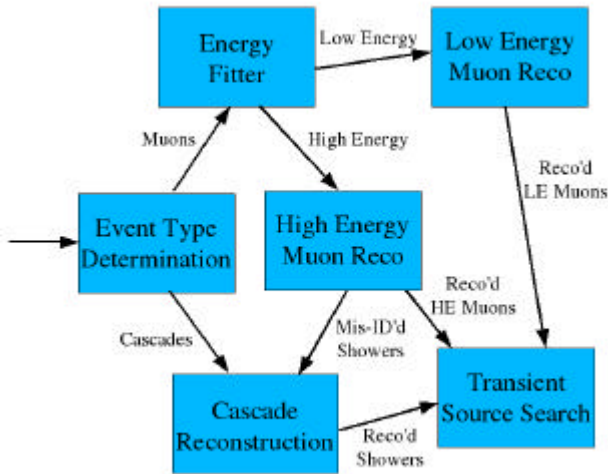 Energy
Fitter
Low Energy
Low Energy
Muon Reco
Muons
High Energy
Reco'd
LE Muons
Event Type
Determination
High Energy
Muon Reco
Reco'd
HE Muons
Cascades
Mis-ID'd
Showers
Cascade
Reconstruction
Reco'd
Showers
Transient
Source Search